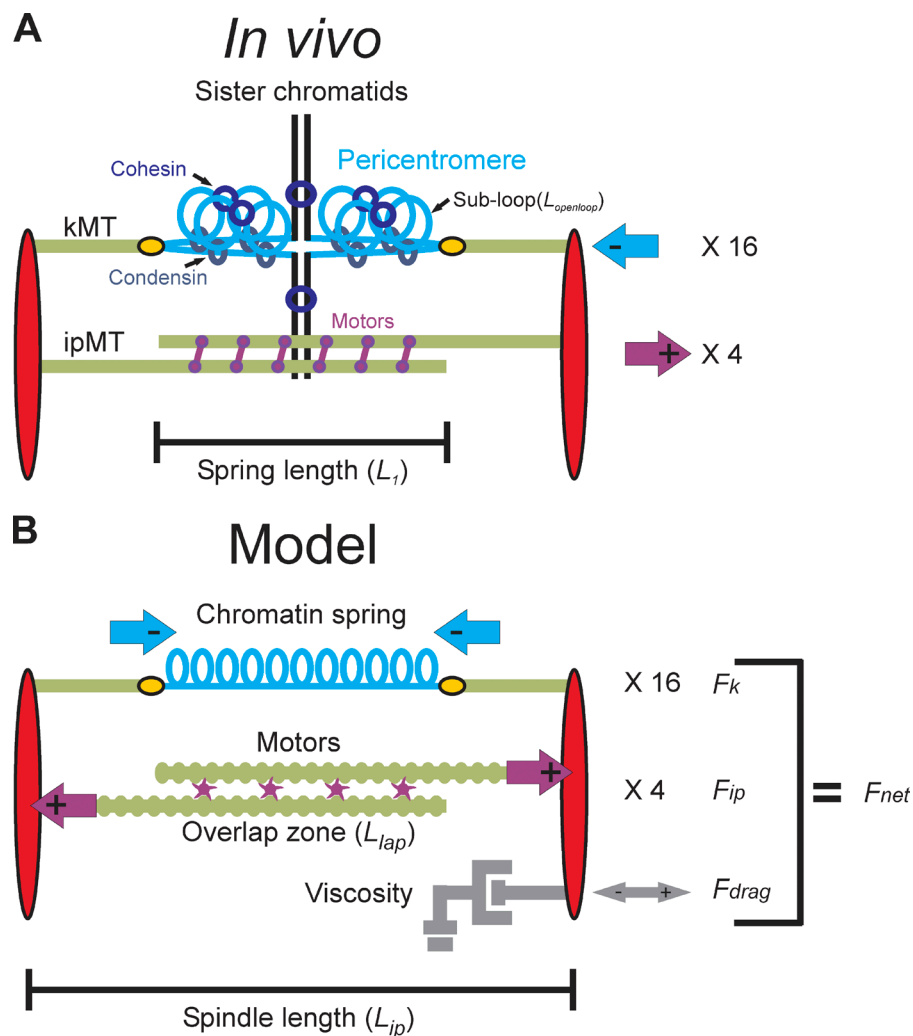 A
In vivo
Sister chromatids
Cohesin
Pericentromere
Sub-loop(Lopenloop)
kMT
- X 16
Condensin
Motors
ipMT
+ X 4
Spring length (L1)
B
Model
Chromatin spring
- -
X 16 Fk
Motors
+
+
X 4 Fip
= Fnet
Overlap zone (Llap)
Viscosity
- + Fdrag
Spindle length (Lip)